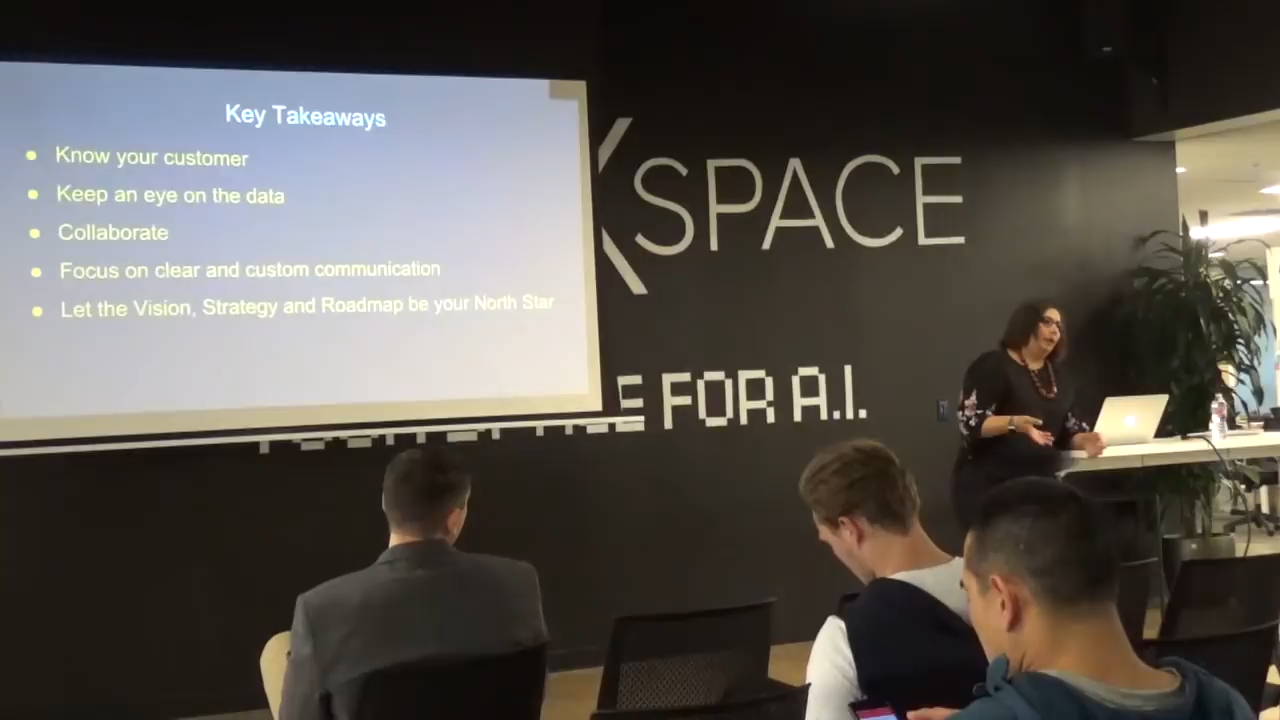 Key Takeaways
● Know your customer
● Keep an eye on the data
● Collaborate
● Focus on clear and custom communication
● Let the Vision, Strategy and Roadmap be your North Star
SPACE
FOR A.I.